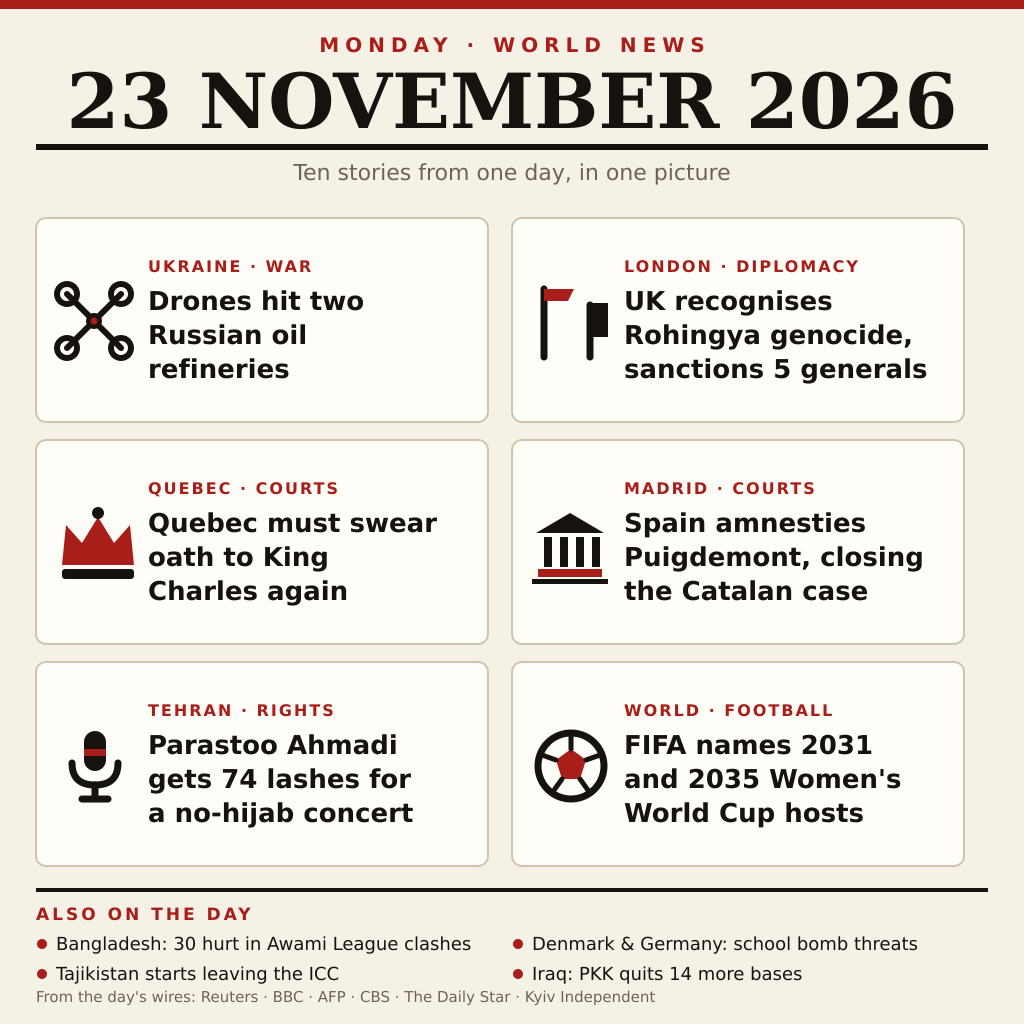 MONDAY · WORLD NEWS
23 NOVEMBER 2026
Ten stories from one day, in one picture
UKRAINE · WAR
Drones hit two
Russian oil
refineries
LONDON · DIPLOMACY
UK recognises
Rohingya genocide,
sanctions 5 generals
QUEBEC · COURTS
Quebec must swear
oath to King
Charles again
MADRID · COURTS
Spain amnesties
Puigdemont, closing
the Catalan case
TEHRAN · RIGHTS
Parastoo Ahmadi
gets 74 lashes for
a no-hijab concert
WORLD · FOOTBALL
FIFA names 2031
and 2035 Women's
World Cup hosts
ALSO ON THE DAY
Bangladesh: 30 hurt in Awami League clashes
Denmark & Germany: school bomb threats
Tajikistan starts leaving the ICC
Iraq: PKK quits 14 more bases
From the day's wires: Reuters · BBC · AFP · CBS · The Daily Star · Kyiv Independent